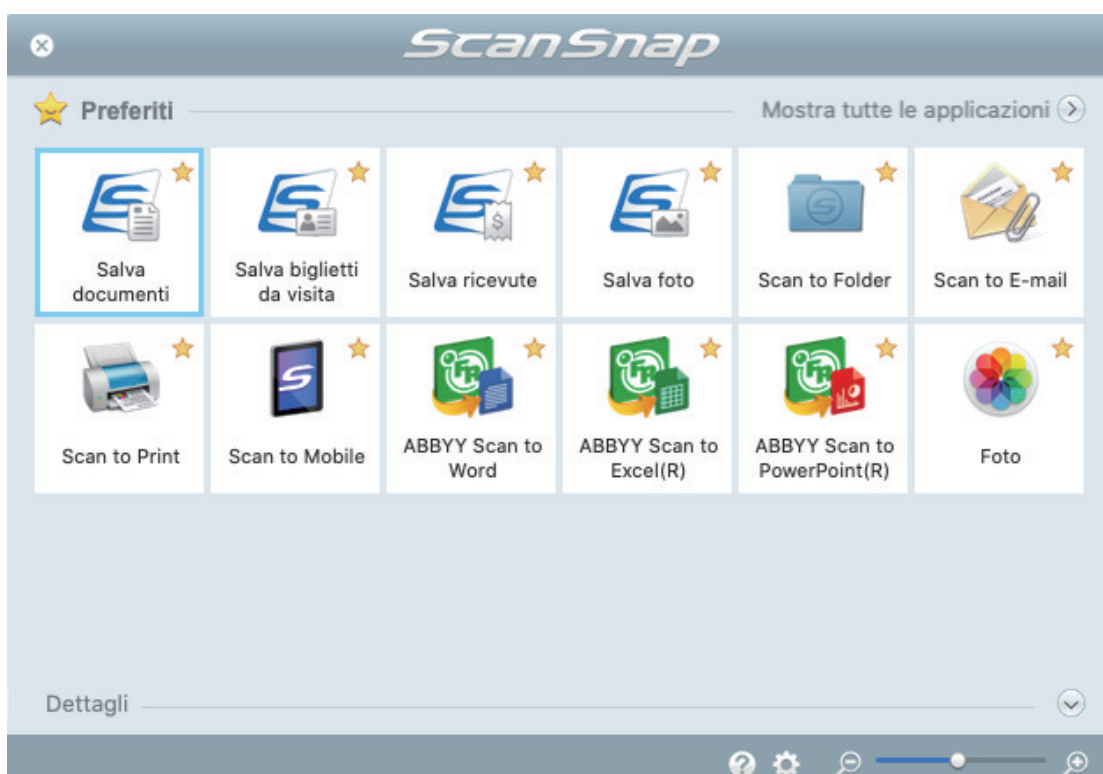 ScanSnap
Preferiti
Mostra tutte le applicazioni
Salva
documenti
Salva biglietti
da visita
Salva ricevute
Salva foto
Scan to Folder
Scan to E-mail
Scan to Print
Scan to Mobile
ABBYY Scan to
Word
ABBYY Scan to
Excel(R)
ABBYY Scan to
PowerPoint(R)
Foto
Dettagli